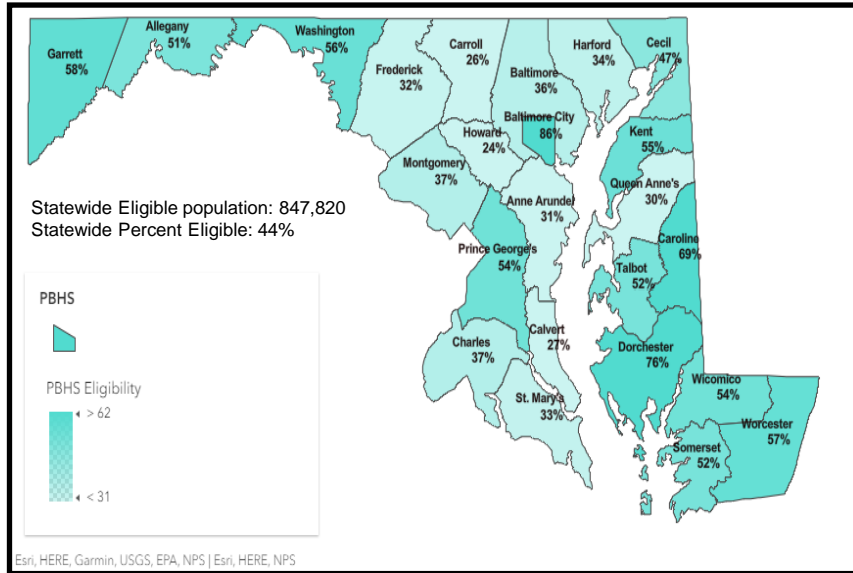 Garrett
58%
Allegany
51%
Washington
56%
Frederick
32%
Carroll
26%
Baltimore
36%
Harford
34%
Cecil
47%
Baltimore City
86%
Howard
24%
Montgomery
37%
Kent
55%
Queen Anne's
30%
Anne Arundel
31%
Prince George's
54%
Caroline
69%
Talbot
52%
Calvert
27%
Charles
37%
St. Mary's
33%
Dorchester
76%
Wicomico
54%
Worcester
57%
Somerset
52%
Statewide Eligible population: 847,820
Statewide Percent Eligible: 44%
PBHS
PBHS Eligibility
> 62
< 31
Esri, HERE, Garmin, USGS, EPA, NPS | Esri, HERE, NPS